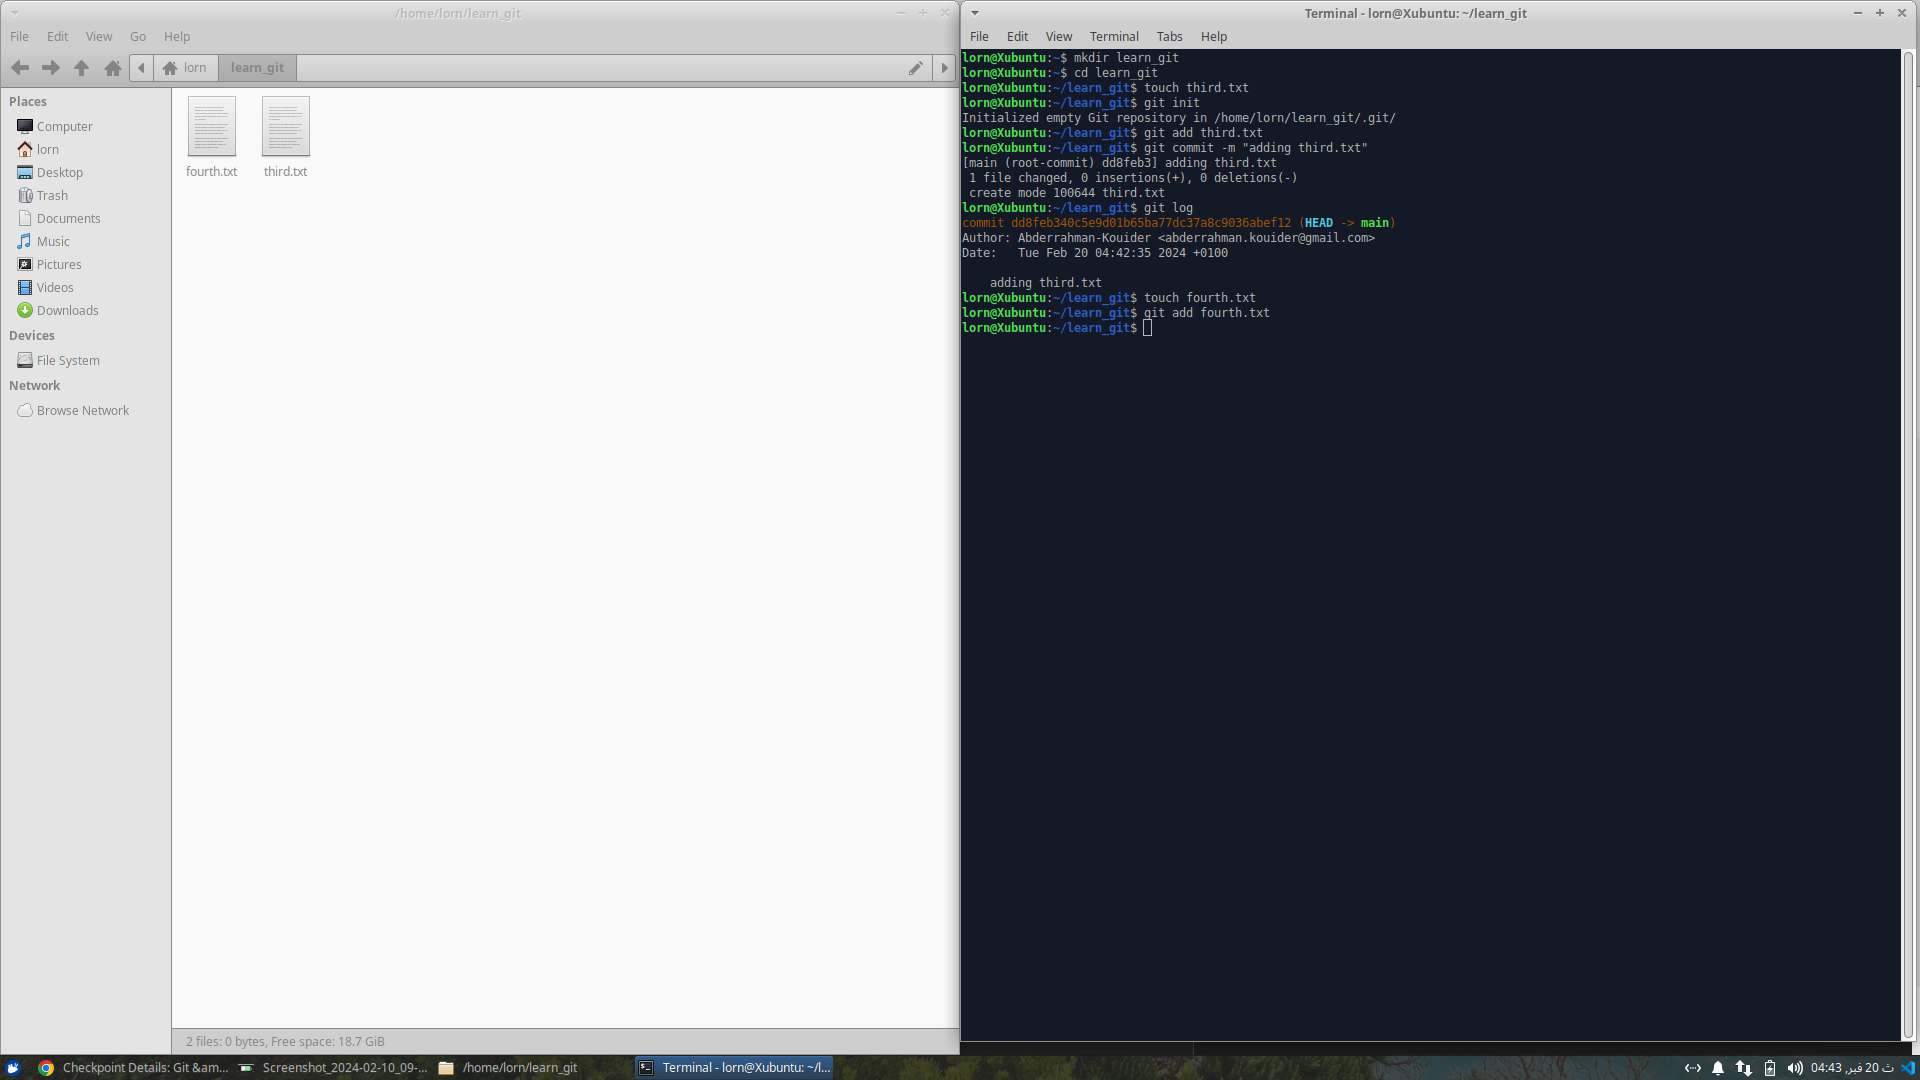 /home/lorn/learn_git
File Edit View Go Help
lorn learn_git
Places
Computer
lorn
Desktop
Trash
Documents
Music
Pictures
Videos
Downloads
Devices
File System
Network
Browse Network
fourth.txt third.txt
2 files: 0 bytes, Free space: 18.7 GiB
Terminal - lorn@Xubuntu: ~/learn_git
File Edit View Terminal Tabs Help
lorn@Xubuntu:~$ mkdir learn_git
lorn@Xubuntu:~$ cd learn_git
lorn@Xubuntu:~/learn_git$ touch third.txt
lorn@Xubuntu:~/learn_git$ git init
Initialized empty Git repository in /home/lorn/learn_git/.git/
lorn@Xubuntu:~/learn_git$ git add third.txt
lorn@Xubuntu:~/learn_git$ git commit -m "adding third.txt"
[main (root-commit) dd8feb3] adding third.txt
 1 file changed, 0 insertions(+), 0 deletions(-)
 create mode 100644 third.txt
lorn@Xubuntu:~/learn_git$ git log
commit dd8feb340c5e9d01b65ba77dc37a8c9036abef12 (HEAD -> main)
Author: Abderrahman-Kouider <abderrahman.kouider@gmail.com>
Date:   Tue Feb 20 04:42:35 2024 +0100
    adding third.txt
lorn@Xubuntu:~/learn_git$ touch fourth.txt
lorn@Xubuntu:~/learn_git$ git add fourth.txt
lorn@Xubuntu:~/learn_git$
Checkpoint Details: Git &am... Screenshot_2024-02-10_09-... /home/lorn/learn_git Terminal - lorn@Xubuntu: ~/l... ث 20 فبر, 04:43